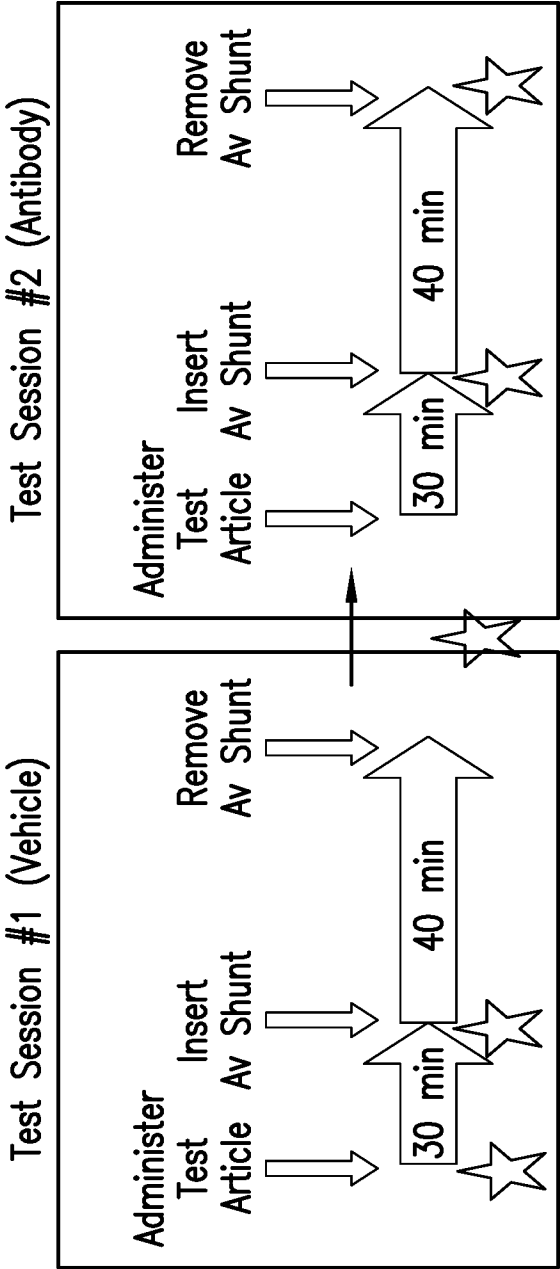 Test Session #1 (Vehicle)
Administer
Test
Article
Insert
Av Shunt
Remove
Av Shunt
30 min
40 min
Test Session #2 (Antibody)
Administer
Test
Article
Insert
Av Shunt
Remove
Av Shunt
30 min
40 min